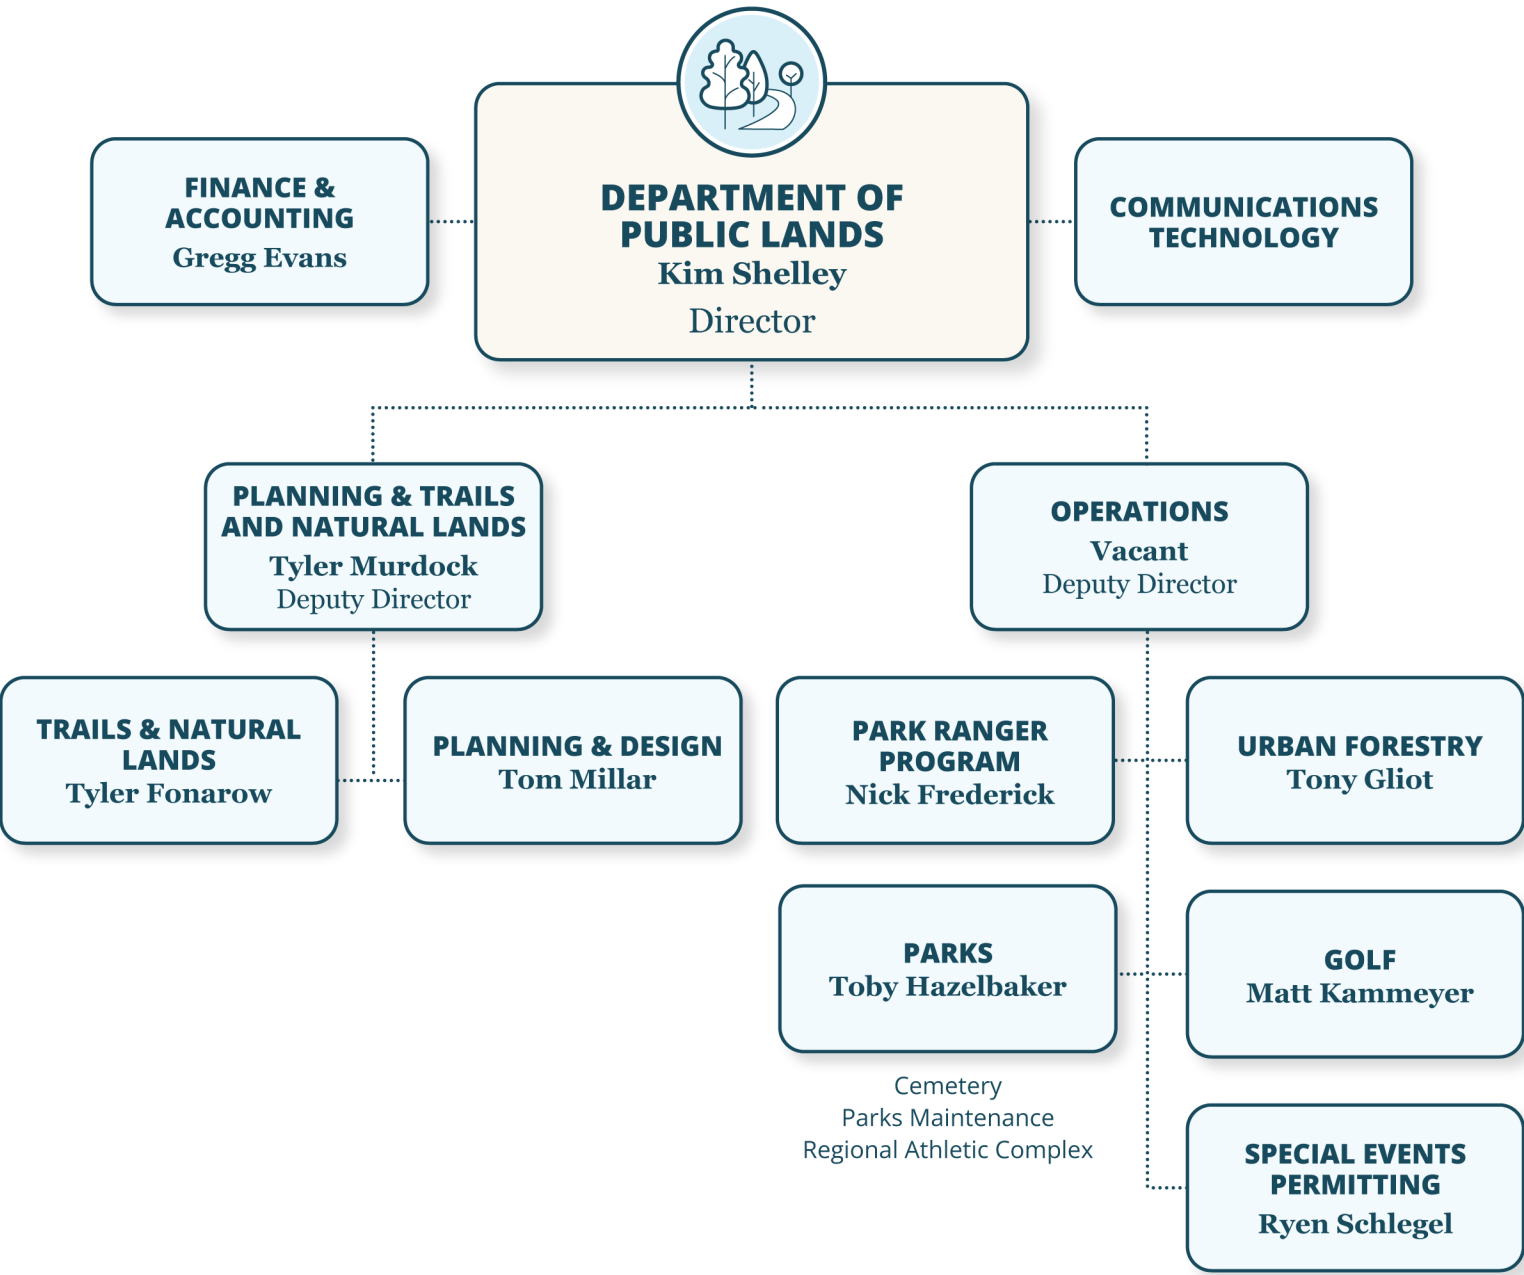 FINANCE &
ACCOUNTING
Gregg Evans
DEPARTMENT OF
PUBLIC LANDS
Kim Shelley
Director
COMMUNICATIONS
TECHNOLOGY
PLANNING & TRAILS
AND NATURAL LANDS
Tyler Murdock
Deputy Director
OPERATIONS
Vacant
Deputy Director
TRAILS & NATURAL
LANDS
Tyler Fonarow
PLANNING & DESIGN
Tom Millar
PARK RANGER
PROGRAM
Nick Frederick
URBAN FORESTRY
Tony Gliot
PARKS
Toby Hazelbaker
Cemetery
Parks Maintenance
Regional Athletic Complex
GOLF
Matt Kammeyer
SPECIAL EVENTS
PERMITTING
Ryen Schlegel